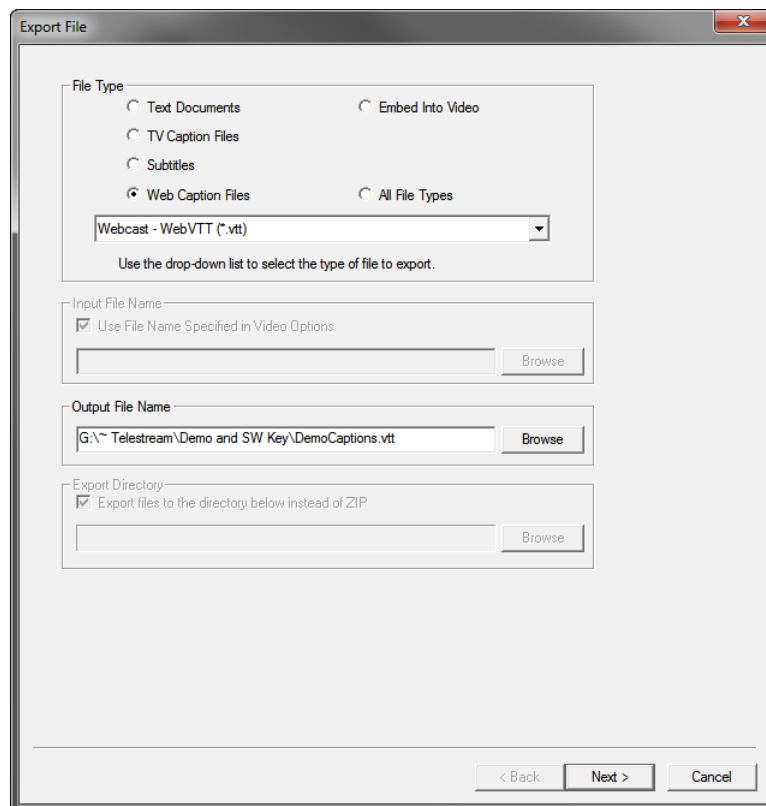 Export File
x
File Type
Text Documents
Embed Into Video
TV Caption Files
Subtitles
Web Caption Files
All File Types
Webcast - WebVTT (*.vtt)
Use the drop-down list to select the type of file to export.
Input File Name
Use File Name Specified in Video Options
Browse
Output File Name
G:\~ Telestream\Demo and SW Key\DemoCaptions.vtt
Browse
Export Directory
Export files to the directory below instead of ZIP
Browse
< Back
Next >
Cancel